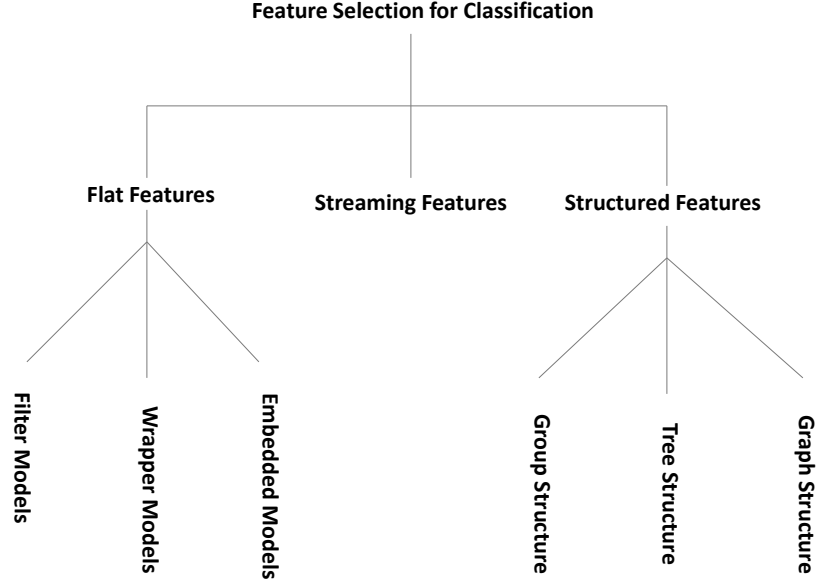 Feature Selection for Classification
Flat Features
Streaming Features
Structured Features
Filter Models
Wrapper Models
Embedded Models
Group Structure
Tree Structure
Graph Structure